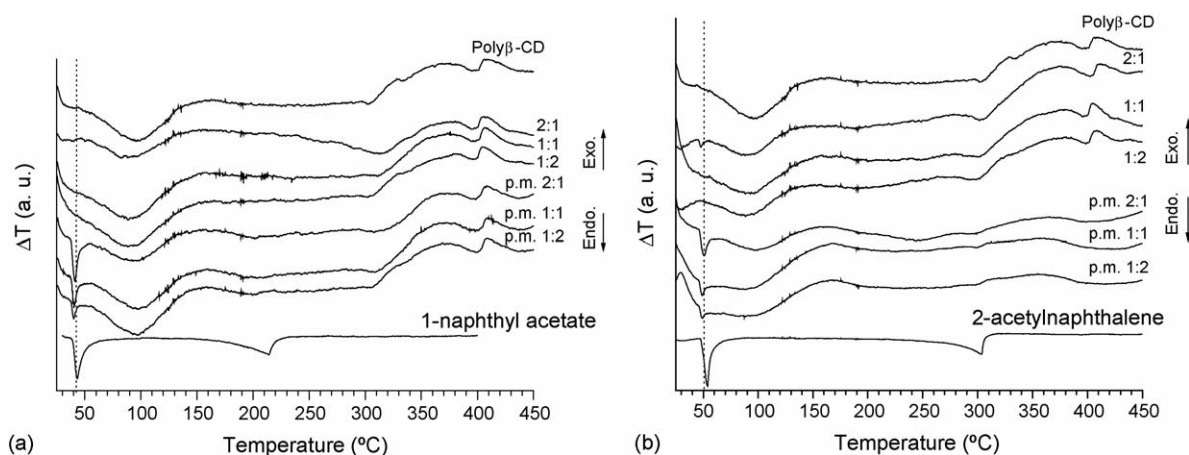 Polyβ-CD
2:1
1:1
1:2
p.m. 2:1
p.m. 1:1
p.m. 1:2
1-naphthyl acetate
ΔT (a. u.)
Exo.
Endo.
50 100 150 200 250 300 350 400 450
Temperature (ºC)
(a)
Polyβ-CD
2:1
1:1
1:2
p.m. 2:1
p.m. 1:1
p.m. 1:2
2-acetylnaphthalene
ΔT (a. u.)
Exo.
Endo.
50 100 150 200 250 300 350 400 450
Temperature (ºC)
(b)